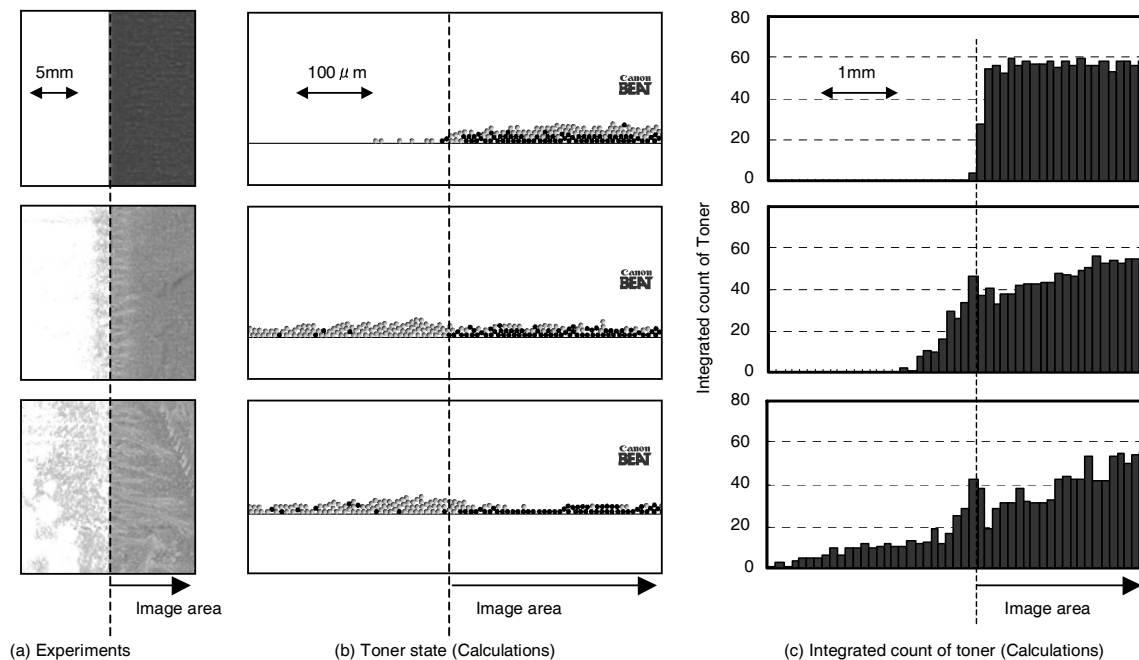 5mm
100 μm
Canon
BEAT
80
60
40
20
0
1mm
Canon
BEAT
80
60
40
20
0
Integrated count of Toner
Canon
BEAT
80
60
40
20
0
Image area
Image area
Image area
(a) Experiments
(b) Toner state (Calculations)
(c) Integrated count of toner (Calculations)